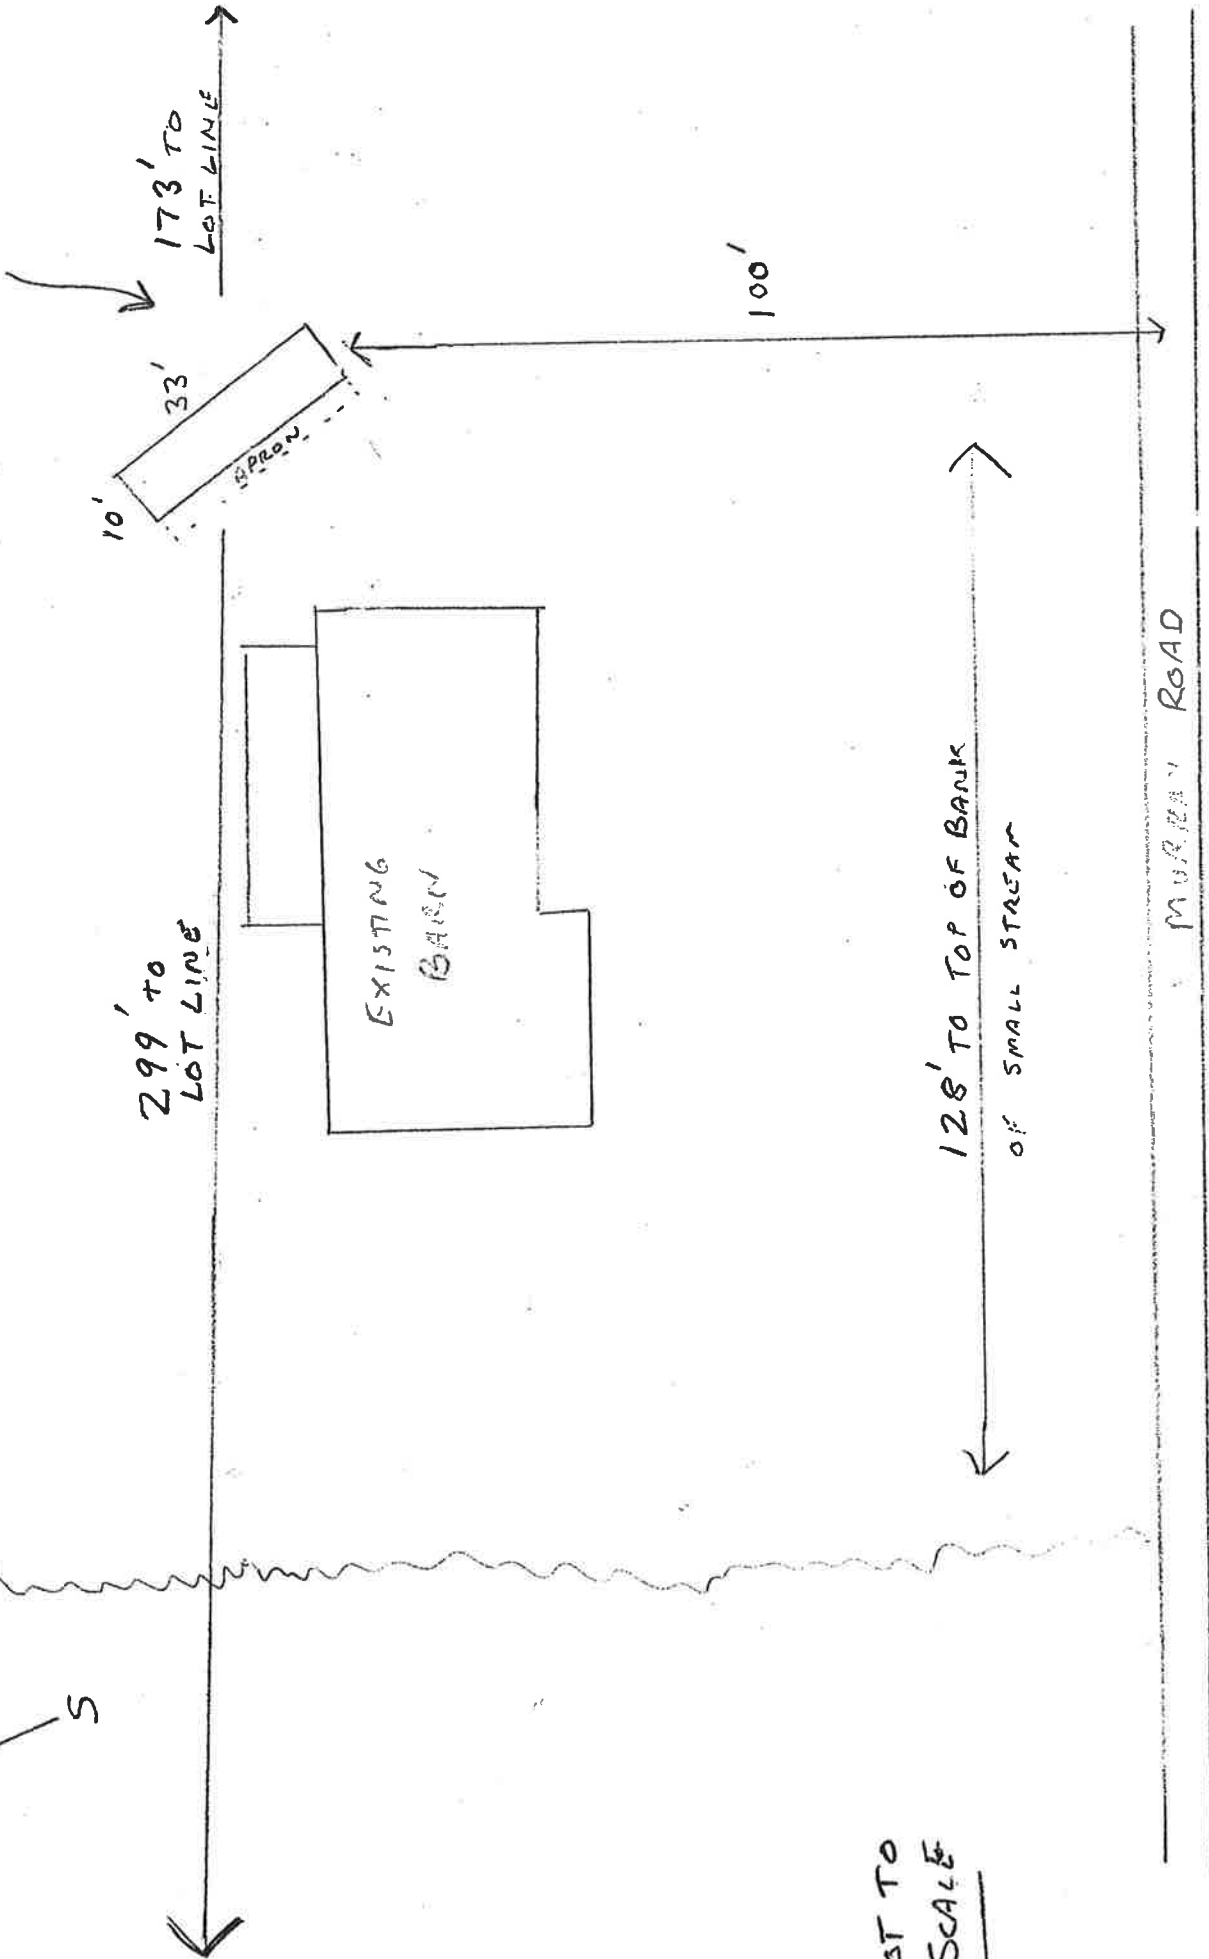 173' TO
LOT LINE
33'
10'
APRON
100'
299' TO
LOT LINE
EXISTING
BARN
128' TO TOP OF BANK
OF SMALL STREAM
ROAD
S
TO
SCALE